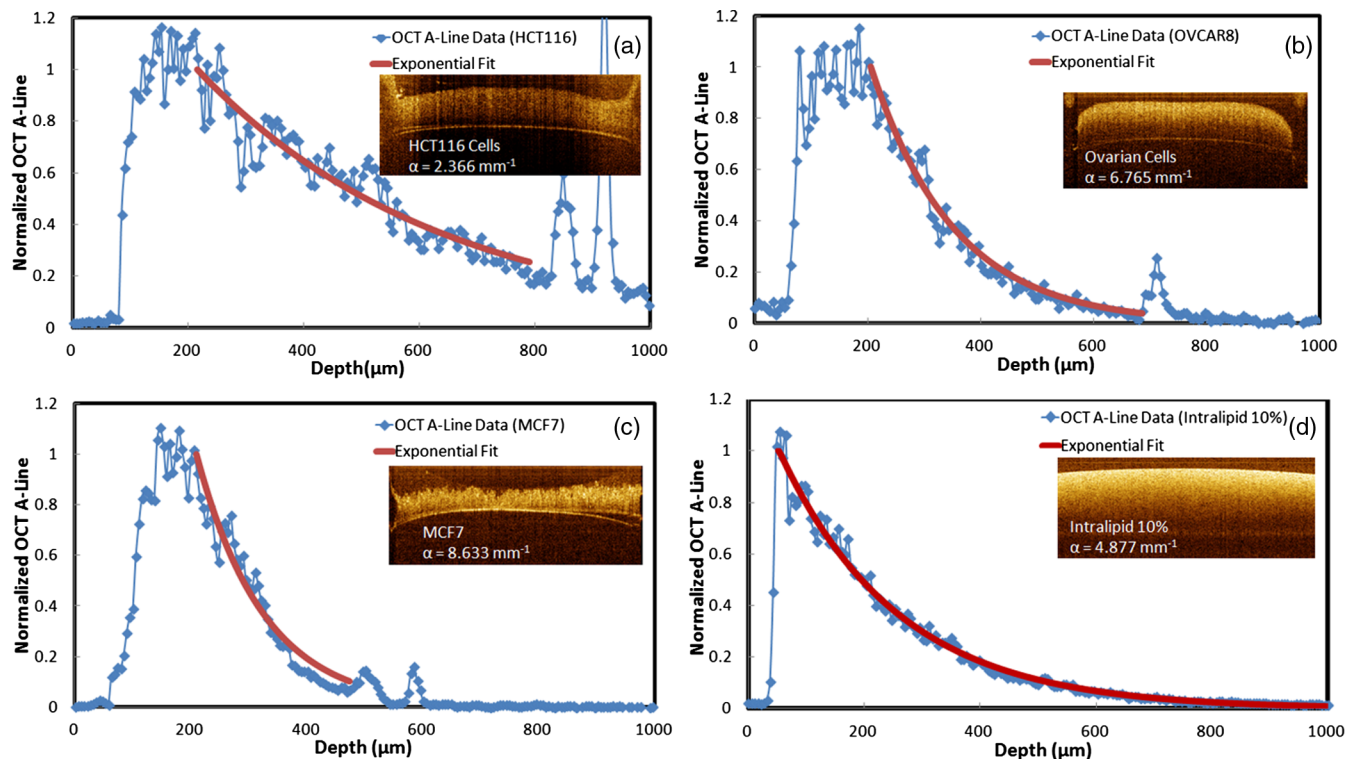 1.2
1
0.8
0.6
0.4
0.2
0
Normalized OCT A-Line
OCT A-Line Data (HCT116)
Exponential Fit
(a)
HCT116 Cells
α = 2.366 mm-1
0 200 400 600 800 1000
Depth(µm)
1.2
1
0.8
0.6
0.4
0.2
0
Normalized OCT A-Line
OCT A-Line Data (OVCAR8)
Exponential Fit
(b)
Ovarian Cells
α = 6.765 mm-1
0 200 400 600 800 1000
Depth (µm)
1.2
1
0.8
0.6
0.4
0.2
0
Normalized OCT A-Line
OCT A-Line Data (MCF7)
Exponential Fit
(c)
MCF7
α = 8.633 mm-1
0 200 400 600 800 1000
Depth(µm)
1.2
1
0.8
0.6
0.4
0.2
0
Normalized OCT A-Line
OCT A-Line Data (Intralipid 10%)
Exponential Fit
(d)
Intralipid 10%
α = 4.877 mm-1
0 200 400 600 800 1000
Depth (µm)